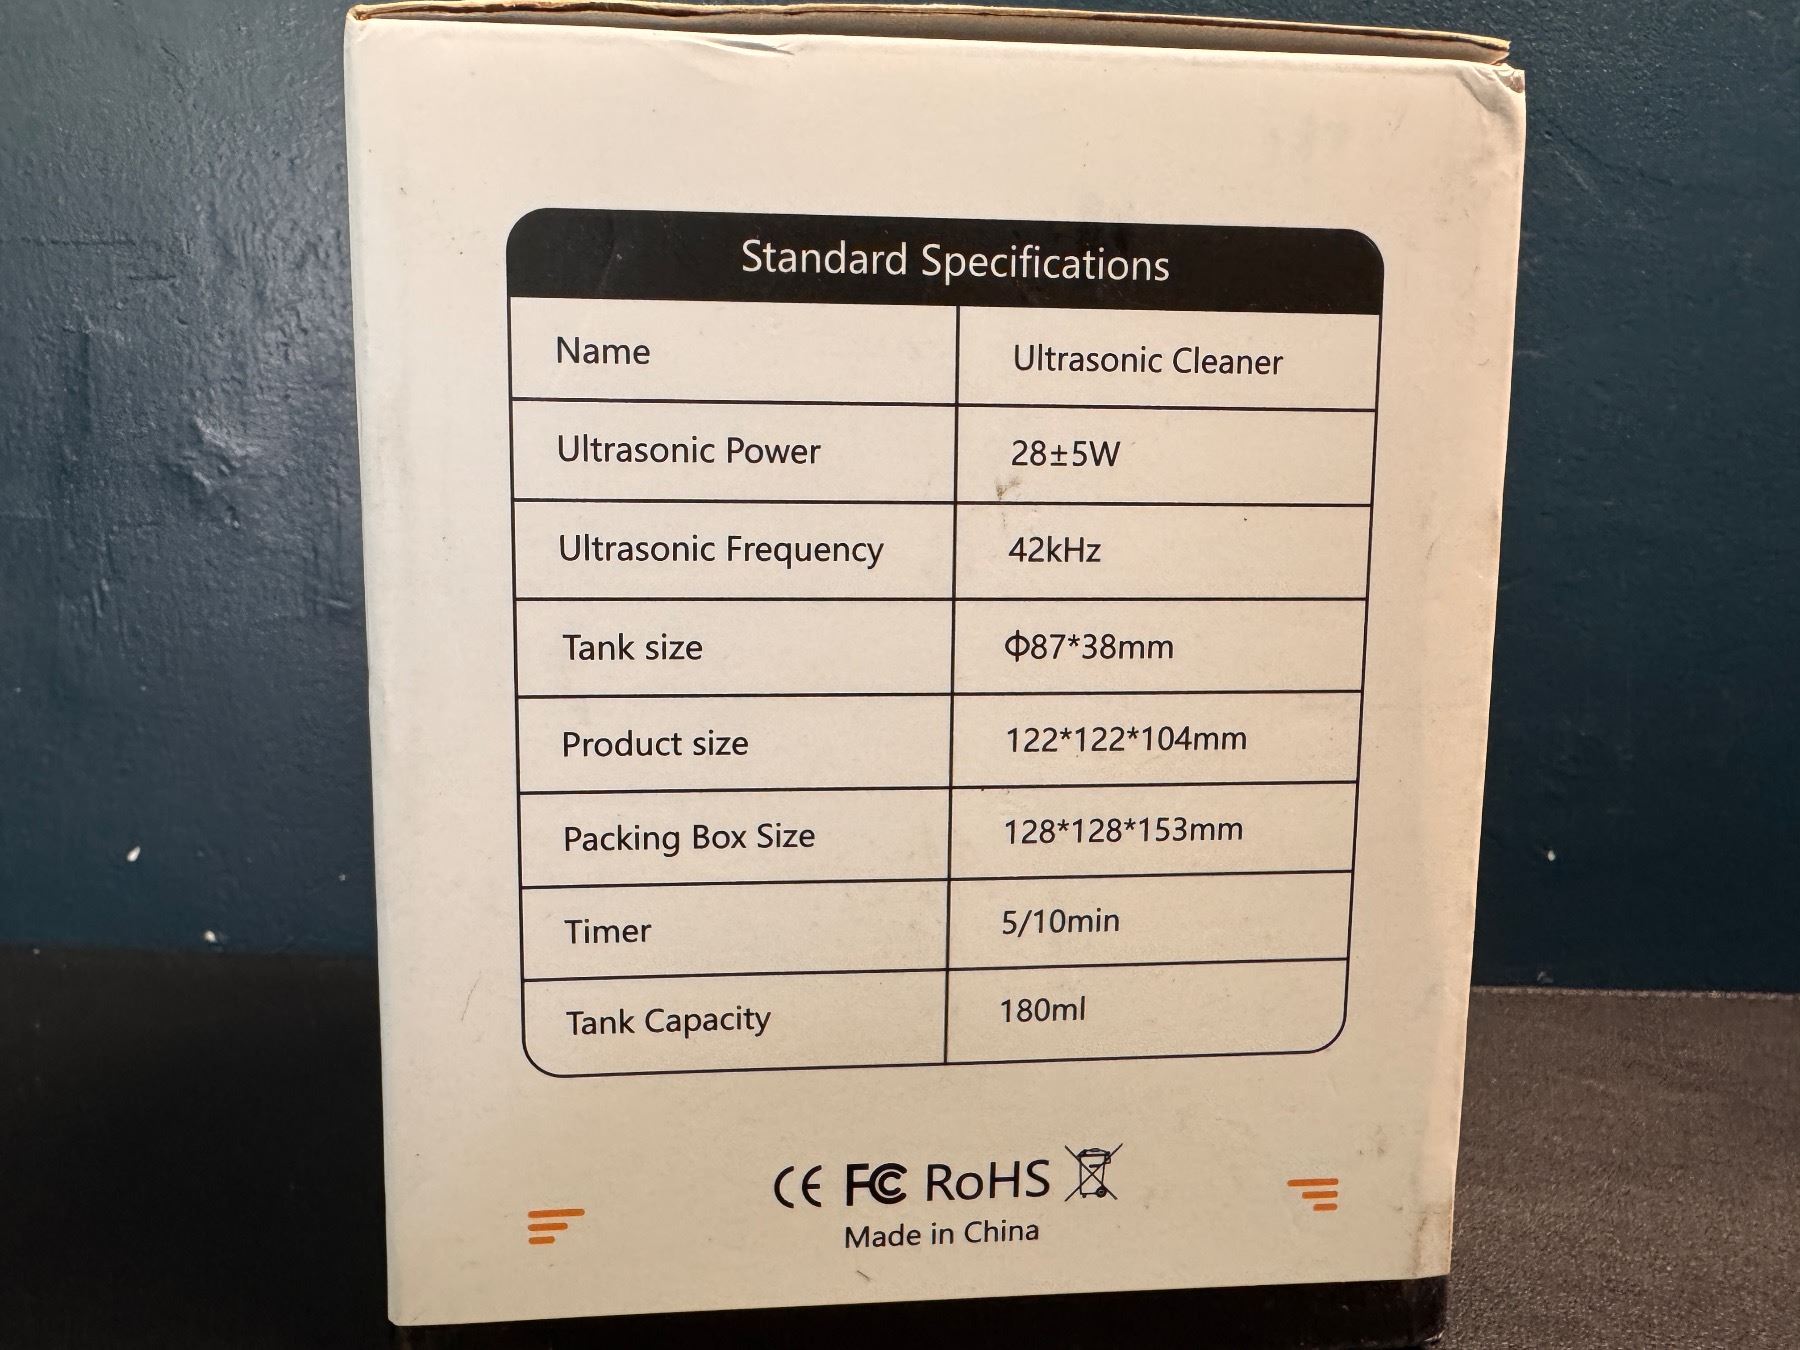 Standard Specifications
Name Ultrasonic Cleaner
Ultrasonic Power 28±5W
Ultrasonic Frequency 42kHz
Tank size Φ87*38mm
Product size 122*122*104mm
Packing Box Size 128*128*153mm
Timer 5/10min
Tank Capacity 180ml
CE FC RoHS
Made in China